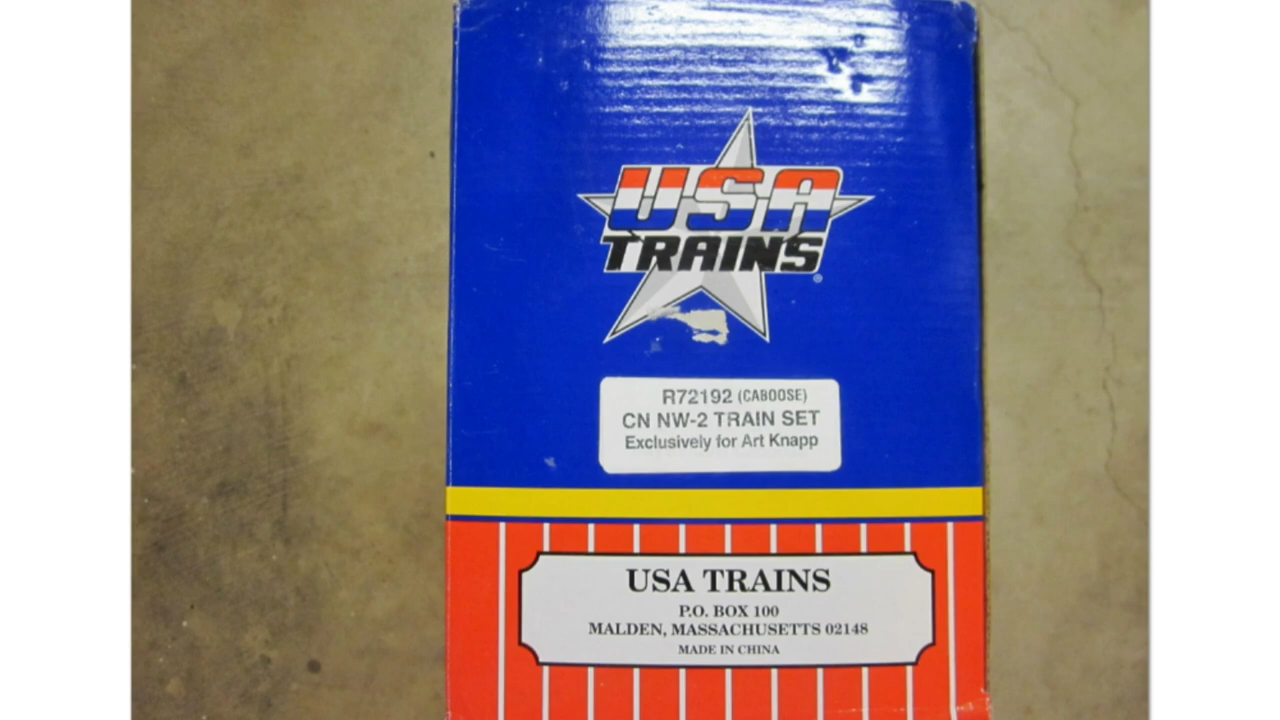 USA
TRAINS®
R72192 (CABOOSE)
CN NW-2 TRAIN SET
Exclusively for Art Knapp
USA TRAINS
P.O. BOX 100
MALDEN, MASSACHUSETTS 02148
MADE IN CHINA